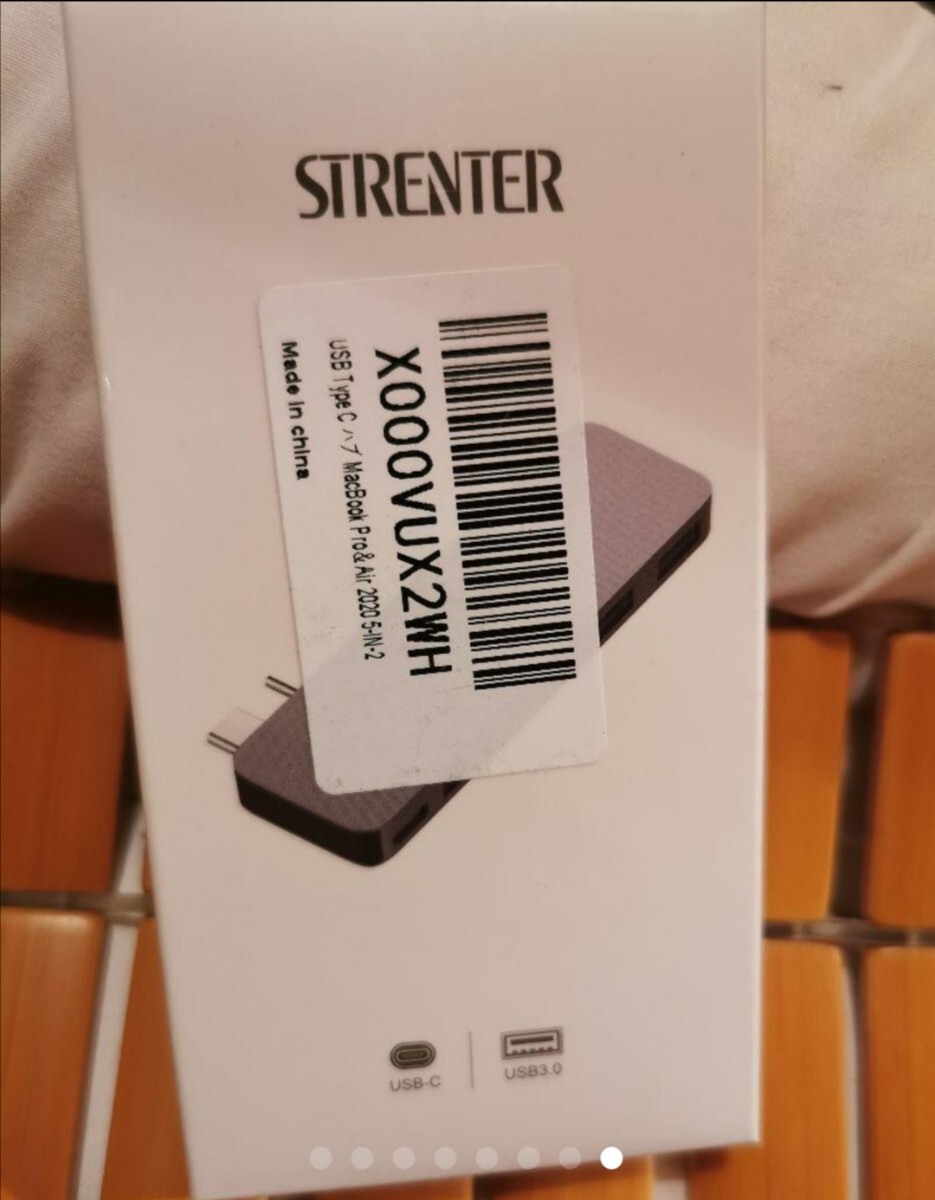 STRENTER
X000VUX2WH
USB Type C ハブ MacBook Pro&Air 2020 5-IN-2
Made in china
USB-C
USB3.0